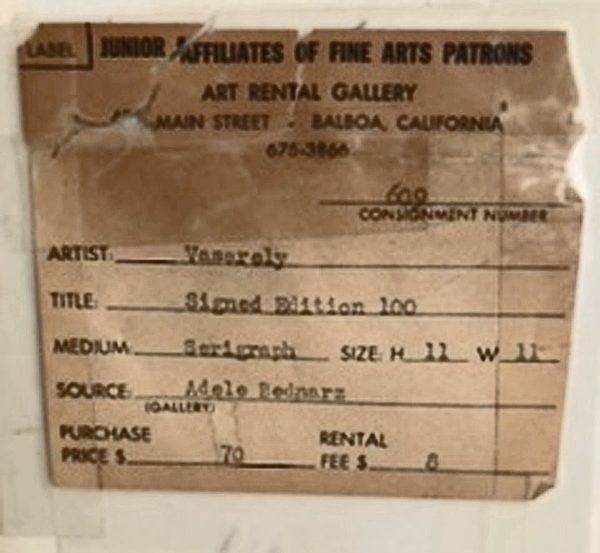 LABEL JUNIOR AFFILIATES OF FINE ARTS PATRONS
ART RENTAL GALLERY
MAIN STREET - BALBOA, CALIFORNIA
675-3866
609
CONSIGNMENT NUMBER
ARTIST: Vasarely
TITLE: Signed Edition 100
MEDIUM Serigraph SIZE: H 11 W 11
SOURCE: Adele Bednarz
(GALLERY)
PURCHASE RENTAL
PRICE $ 70 FEE $ 8